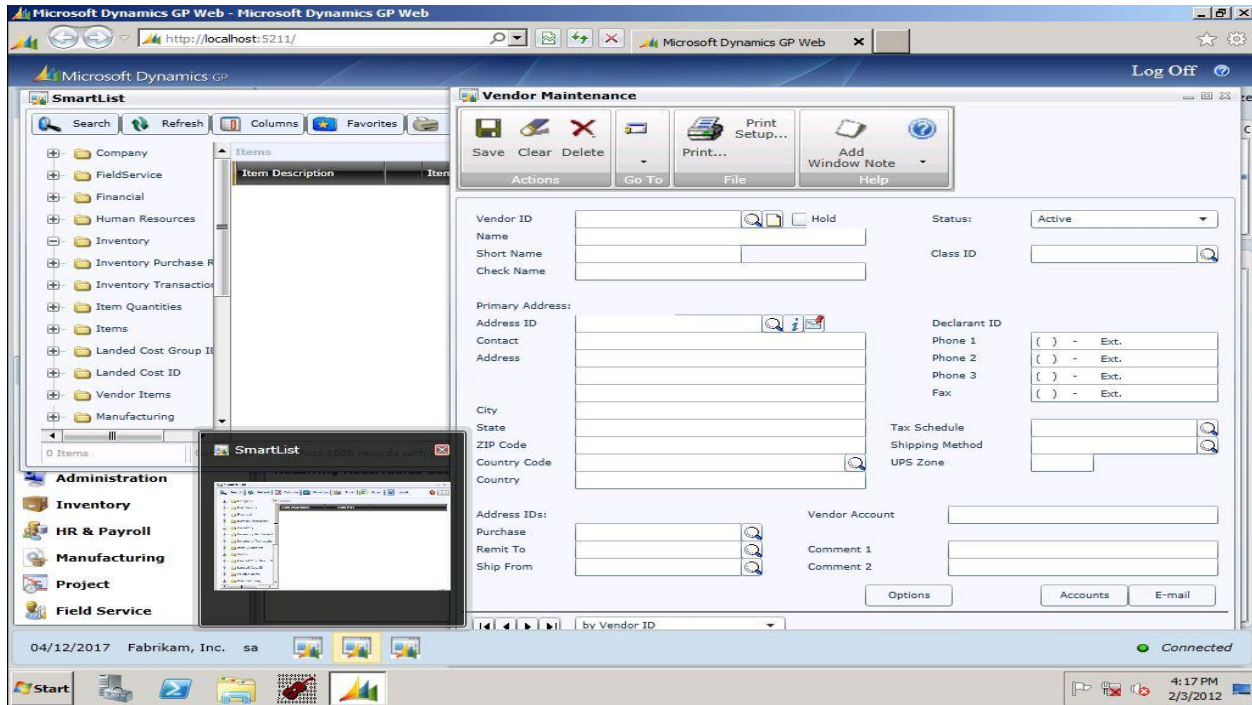 Microsoft Dynamics GP Web - Microsoft Dynamics GP Web
http://localhost:5211/
Microsoft Dynamics GP Web
Microsoft Dynamics GP
Log Off
SmartList
Search Refresh Columns Favorites
Company
FieldService
Financial
Human Resources
Inventory
Inventory Purchase R
Inventory Transaction
Item Quantities
Items
Landed Cost Group I
Landed Cost ID
Vendor Items
Manufacturing
Items
Item Description Iten
0 Items
Vendor Maintenance
Save Clear Delete
Actions
Go To
Print... Print Setup...
File
Add Window Note
Help
Vendor ID Hold Status: Active
Name
Short Name Class ID
Check Name
Primary Address:
Address ID Declarant ID
Contact Phone 1 ( ) - Ext.
Address Phone 2 ( ) - Ext.
Phone 3 ( ) - Ext.
Fax ( ) - Ext.
City
State Tax Schedule
ZIP Code Shipping Method
Country Code UPS Zone
Country
Address IDs: Vendor Account
Purchase
Remit To Comment 1
Ship From Comment 2
Options Accounts E-mail
by Vendor ID
SmartList
Administration
Inventory
HR & Payroll
Manufacturing
Project
Field Service
04/12/2017 Fabrikam, Inc. sa
Connected
Start
4:17 PM
2/3/2012